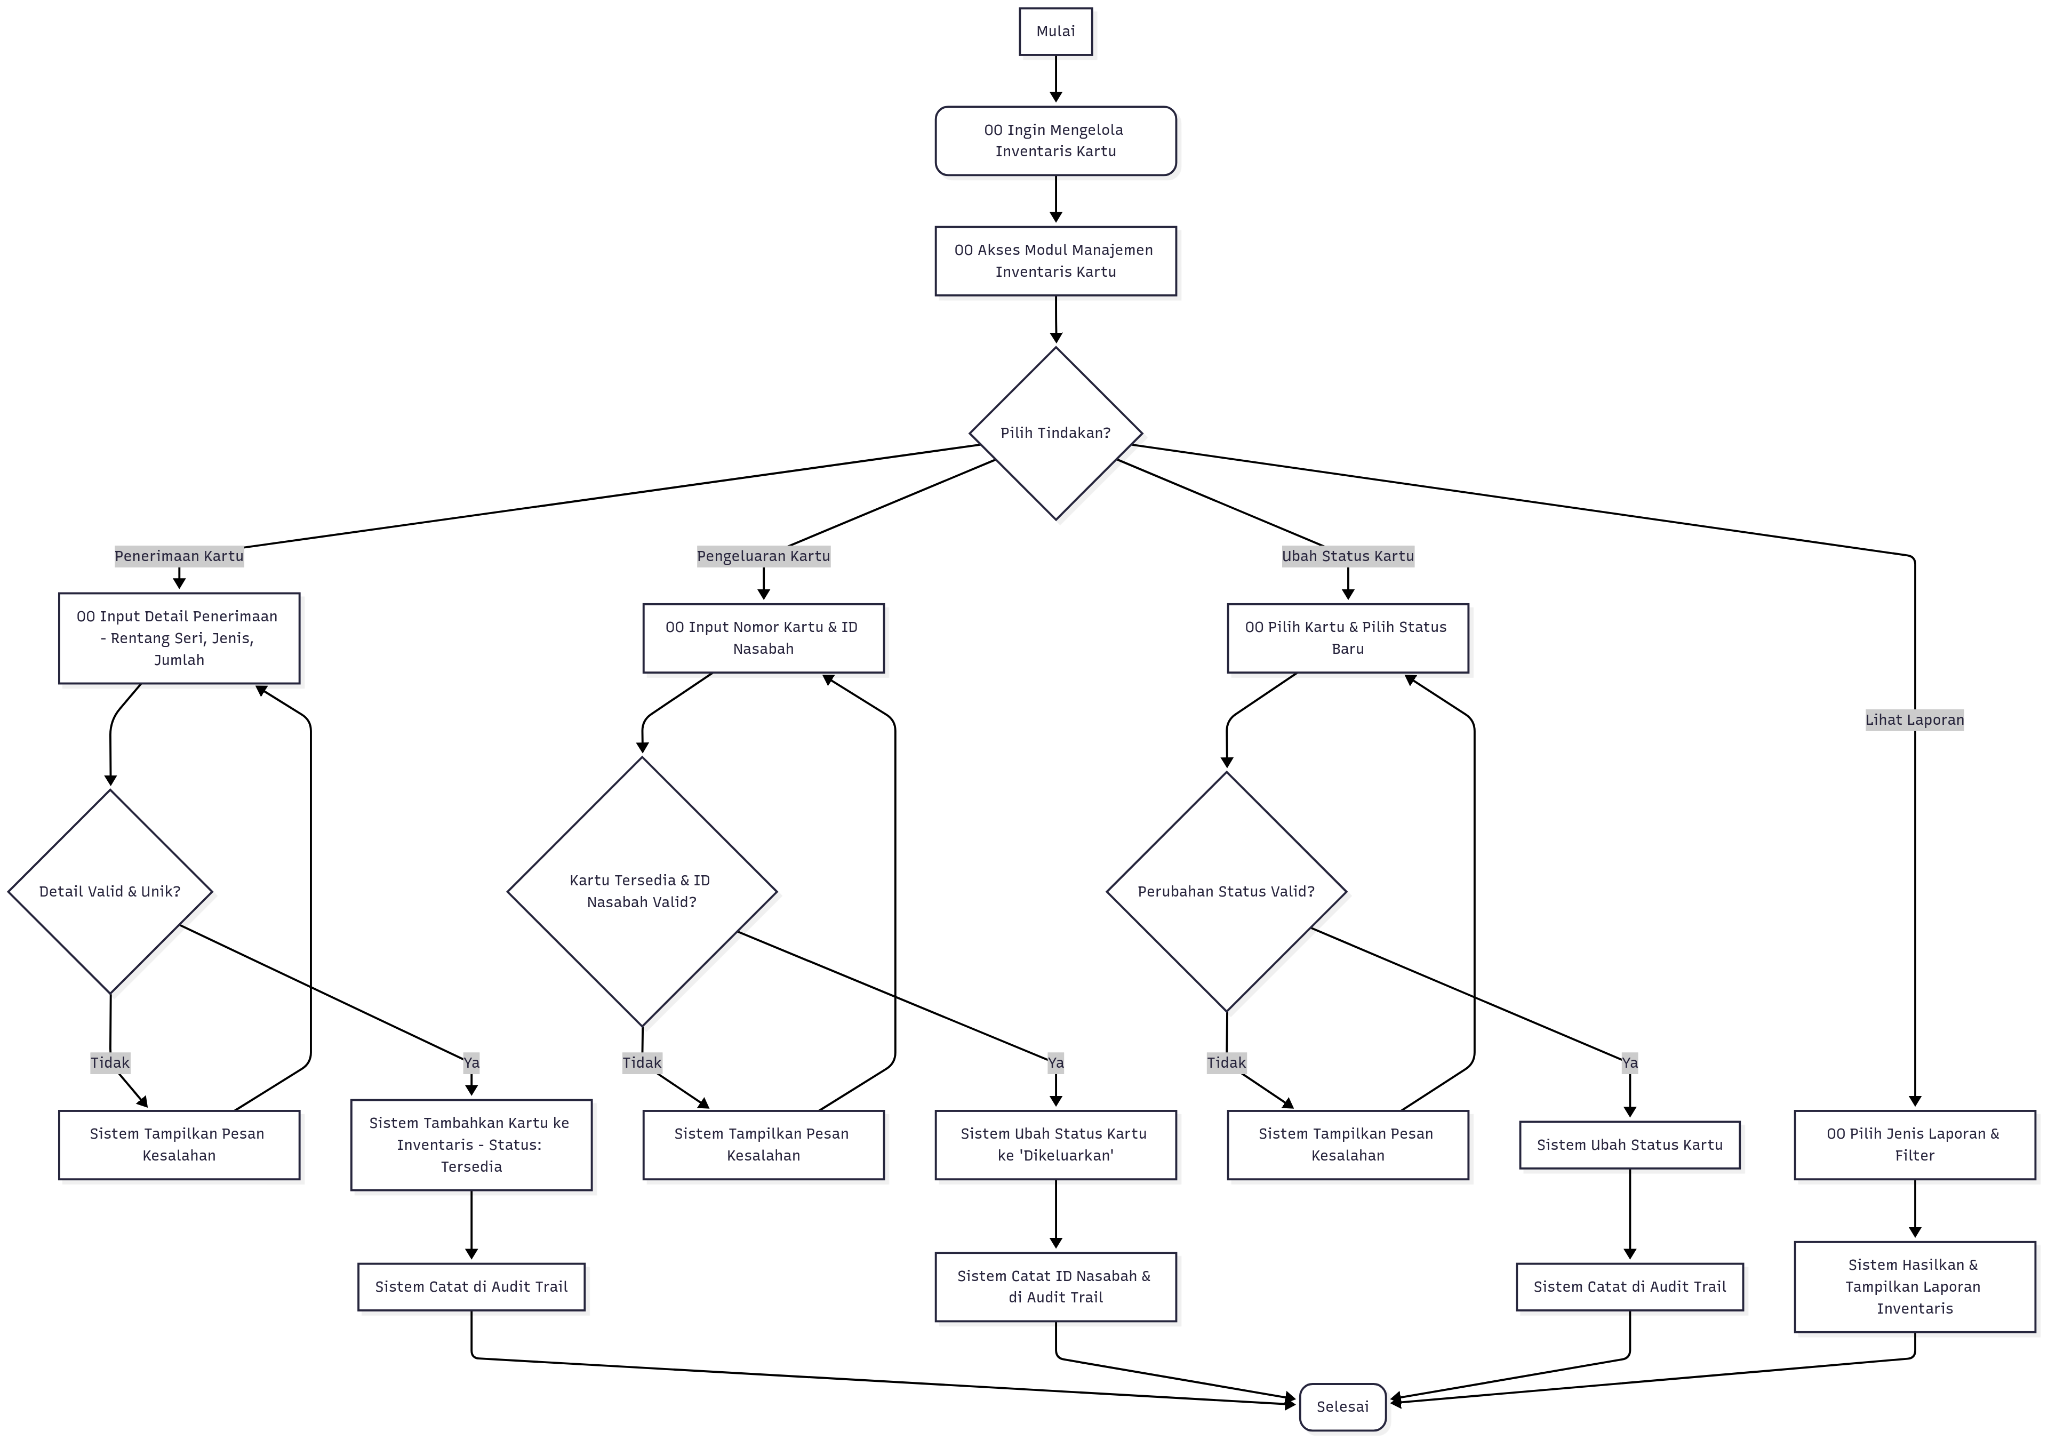 Mulai
OO Ingin Mengelola
Inventaris Kartu
OO Akses Modul Manajemen
Inventaris Kartu
Pilih Tindakan?
Penerimaan Kartu
Pengeluaran Kartu
Ubah Status Kartu
Lihat Laporan
OO Input Detail Penerimaan
- Rentang Seri, Jenis,
Jumlah
OO Input Nomor Kartu & ID
Nasabah
OO Pilih Kartu & Pilih Status
Baru
Detail Valid & Unik?
Kartu Tersedia & ID
Nasabah Valid?
Perubahan Status Valid?
Tidak
Ya
Tidak
Ya
Tidak
Ya
Sistem Tampilkan Pesan
Kesalahan
Sistem Tambahkan Kartu ke
Inventaris - Status:
Tersedia
Sistem Tampilkan Pesan
Kesalahan
Sistem Ubah Status Kartu
ke 'Dikeluarkan'
Sistem Tampilkan Pesan
Kesalahan
Sistem Ubah Status Kartu
OO Pilih Jenis Laporan &
Filter
Sistem Catat di Audit Trail
Sistem Catat ID Nasabah &
di Audit Trail
Sistem Catat di Audit Trail
Sistem Hasilkan &
Tampilkan Laporan
Inventaris
Selesai